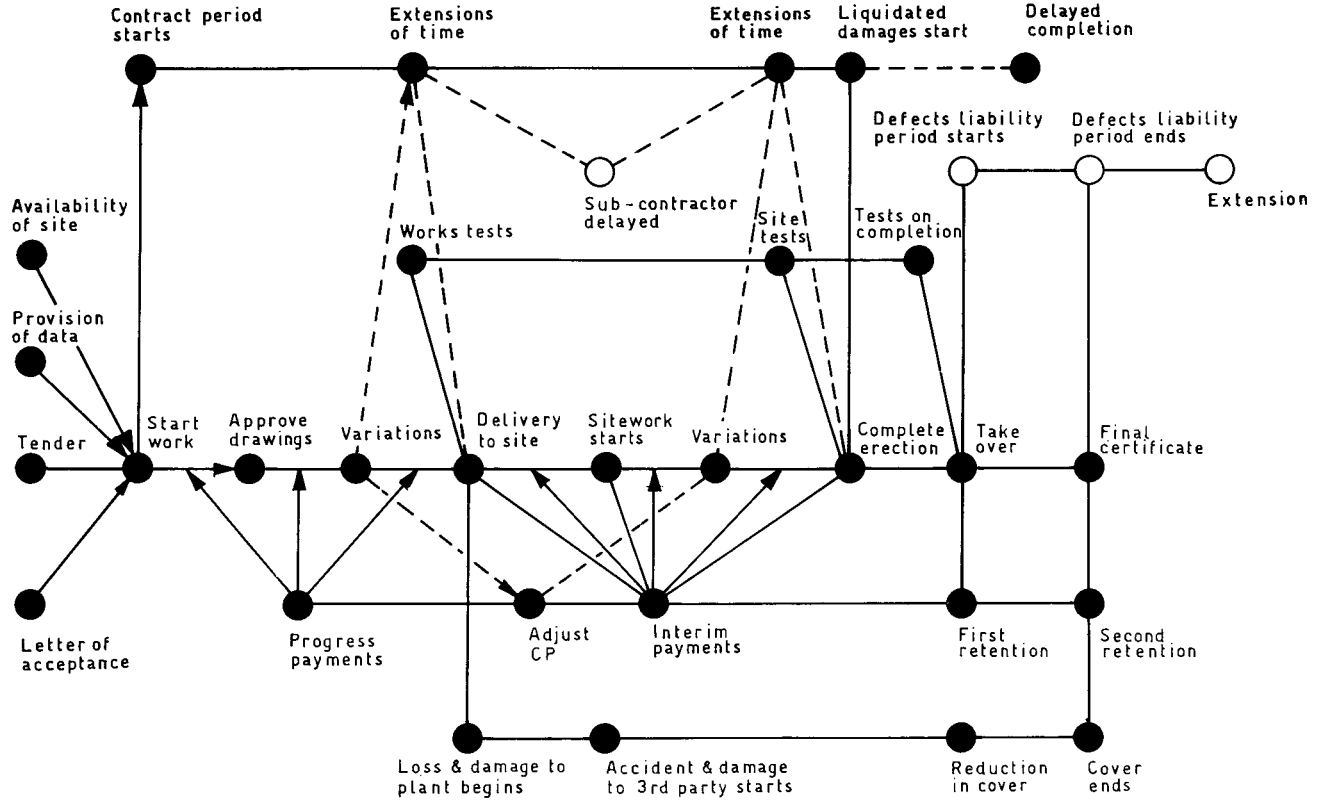 Contract period
starts
Extensions
of time
Extensions
of time
Liquidated
damages start
Delayed
completion
Defects liability
period starts
Defects liability
period ends
Extension
Availability
of site
Sub-contractor
delayed
Works tests
Site
tests
Tests on
completion
Provision
of data
Tender
Start
work
Approve
drawings
Variations
Delivery
to site
Sitework
starts
Variations
Complete
erection
Take
over
Final
certificate
Letter of
acceptance
Progress
payments
Adjust
CP
Interim
payments
First
retention
Second
retention
Loss & damage to
plant begins
Accident & damage
to 3rd party starts
Reduction
in cover
Cover
ends